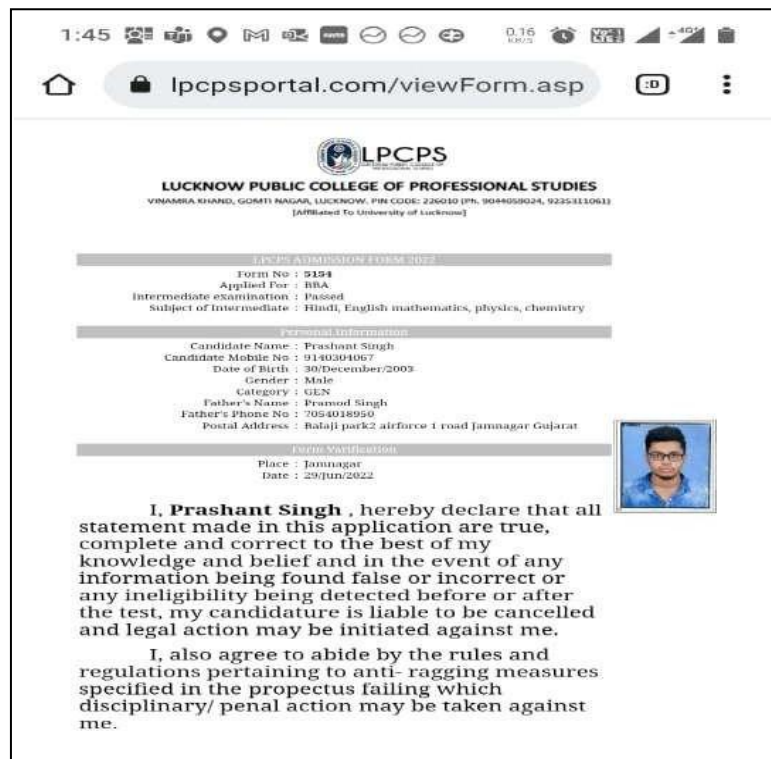 1:45
0.16
KB/S
4G+
lpcpsportal.com/viewForm.asp
:D
LPCPS
LUCKNOW PUBLIC COLLEGE OF PROFESSIONAL STUDIES
VINAMRA KHAND, GOMTI NAGAR, LUCKNOW. PIN CODE: 226010 (Ph. 9044058024, 9235311061)
[Affiliated To University of Lucknow]
LPCPS ADMISSION FORM 2022
Form No : 5154
Applied For : BBA
Intermediate examination : Passed
Subject of Intermediate : Hindi, English mathematics, physics, chemistry
Personal Information
Candidate Name : Prashant Singh
Candidate Mobile No : 9140304067
Date of Birth : 30/December/2003
Gender : Male
Category : GEN
Father's Name : Pramod Singh
Father's Phone No : 7054018950
Postal Address : Balaji park2 airforce 1 road Jamnagar Gujarat
Form Varification
Place : Jamnagar
Date : 29/Jun/2022
I, Prashant Singh , hereby declare that all
statement made in this application are true,
complete and correct to the best of my
knowledge and belief and in the event of any
information being found false or incorrect or
any ineligibility being detected before or after
the test, my candidature is liable to be cancelled
and legal action may be initiated against me.
I, also agree to abide by the rules and
regulations pertaining to anti- ragging measures
specified in the propectus failing which
disciplinary/ penal action may be taken against
me.